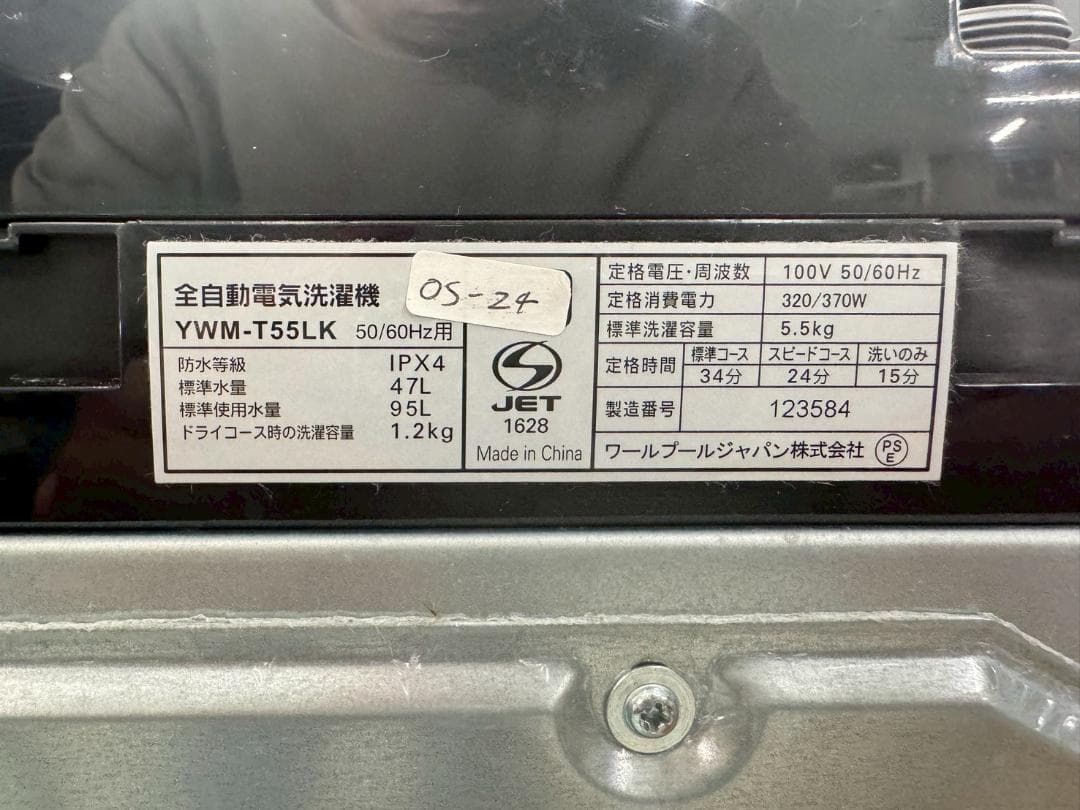 全自動電気洗濯機
YWM-T55LK 50/60Hz用
防水等級 IPX4
標準水量 47L
標準使用水量 95L
ドライコース時の洗濯容量 1.2kg
OS-24
S
JET
1628
Made in China
定格電圧・周波数 100V 50/60Hz
定格消費電力 320/370W
標準洗濯容量 5.5kg
定格時間 標準コース スピードコース 洗いのみ
34分 24分 15分
製造番号 123584
ワールプールジャパン株式会社 PSE